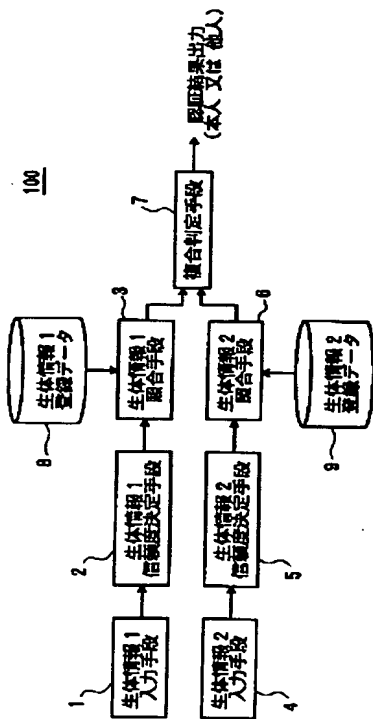 100
8
生体情報1
登録データ
1
生体情報1
入力手段
2
生体情報1
信頼度決定手段
3
生体情報1
照合手段
7
複合判定手段
認証結果出力
(本人 又は 他人)
4
生体情報2
入力手段
5
生体情報2
信頼度決定手段
6
生体情報2
照合手段
9
生体情報2
登録データ